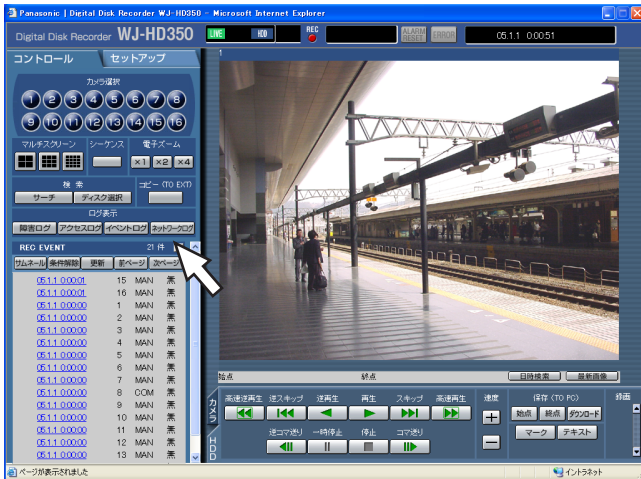 Panasonic | Digital Disk Recorder WJ-HD350 - Microsoft Internet Explorer
Digital Disk Recorder WJ-HD350
LIVE HDD REC ALARM RESET ERROR 05.1.1 0:00:51
コントロール セットアップ
カメラ選択
1 2 3 4 5 6 7 8
9 10 11 12 13 14 15 16
マルチスクリーン シーケンス 電子ズーム
×1 ×2 ×4
検 索 コピー (TO EXT)
サーチ ディスク選択
ログ表示
障害ログ アクセスログ イベントログ ネットワークログ
REC EVENT 21 件
サムネール 条件解除 更新 前ページ 次ページ
05.1.1 0:00:01 15 MAN 無
05.1.1 0:00:01 16 MAN 無
05.1.1 0:00:00 1 MAN 無
05.1.1 0:00:00 2 MAN 無
05.1.1 0:00:00 3 MAN 無
05.1.1 0:00:00 4 MAN 無
05.1.1 0:00:00 5 MAN 無
05.1.1 0:00:00 6 MAN 無
05.1.1 0:00:00 7 MAN 無
05.1.1 0:00:00 8 COM 無
05.1.1 0:00:00 9 MAN 無
05.1.1 0:00:00 10 MAN 無
05.1.1 0:00:00 11 MAN 無
05.1.1 0:00:00 12 MAN 無
05.1.1 0:00:00 13 MAN 無
1
始点 終点 日時検索 最新画像
カメラ
HDD
高速逆再生 逆スキップ 逆再生 再生 スキップ 高速再生 速度 保存 (TO PC) 録画
始点 終点 ダウンロード
逆コマ送り 一時停止 停止 コマ送り
マーク テキスト
ページが表示されました
イントラネット